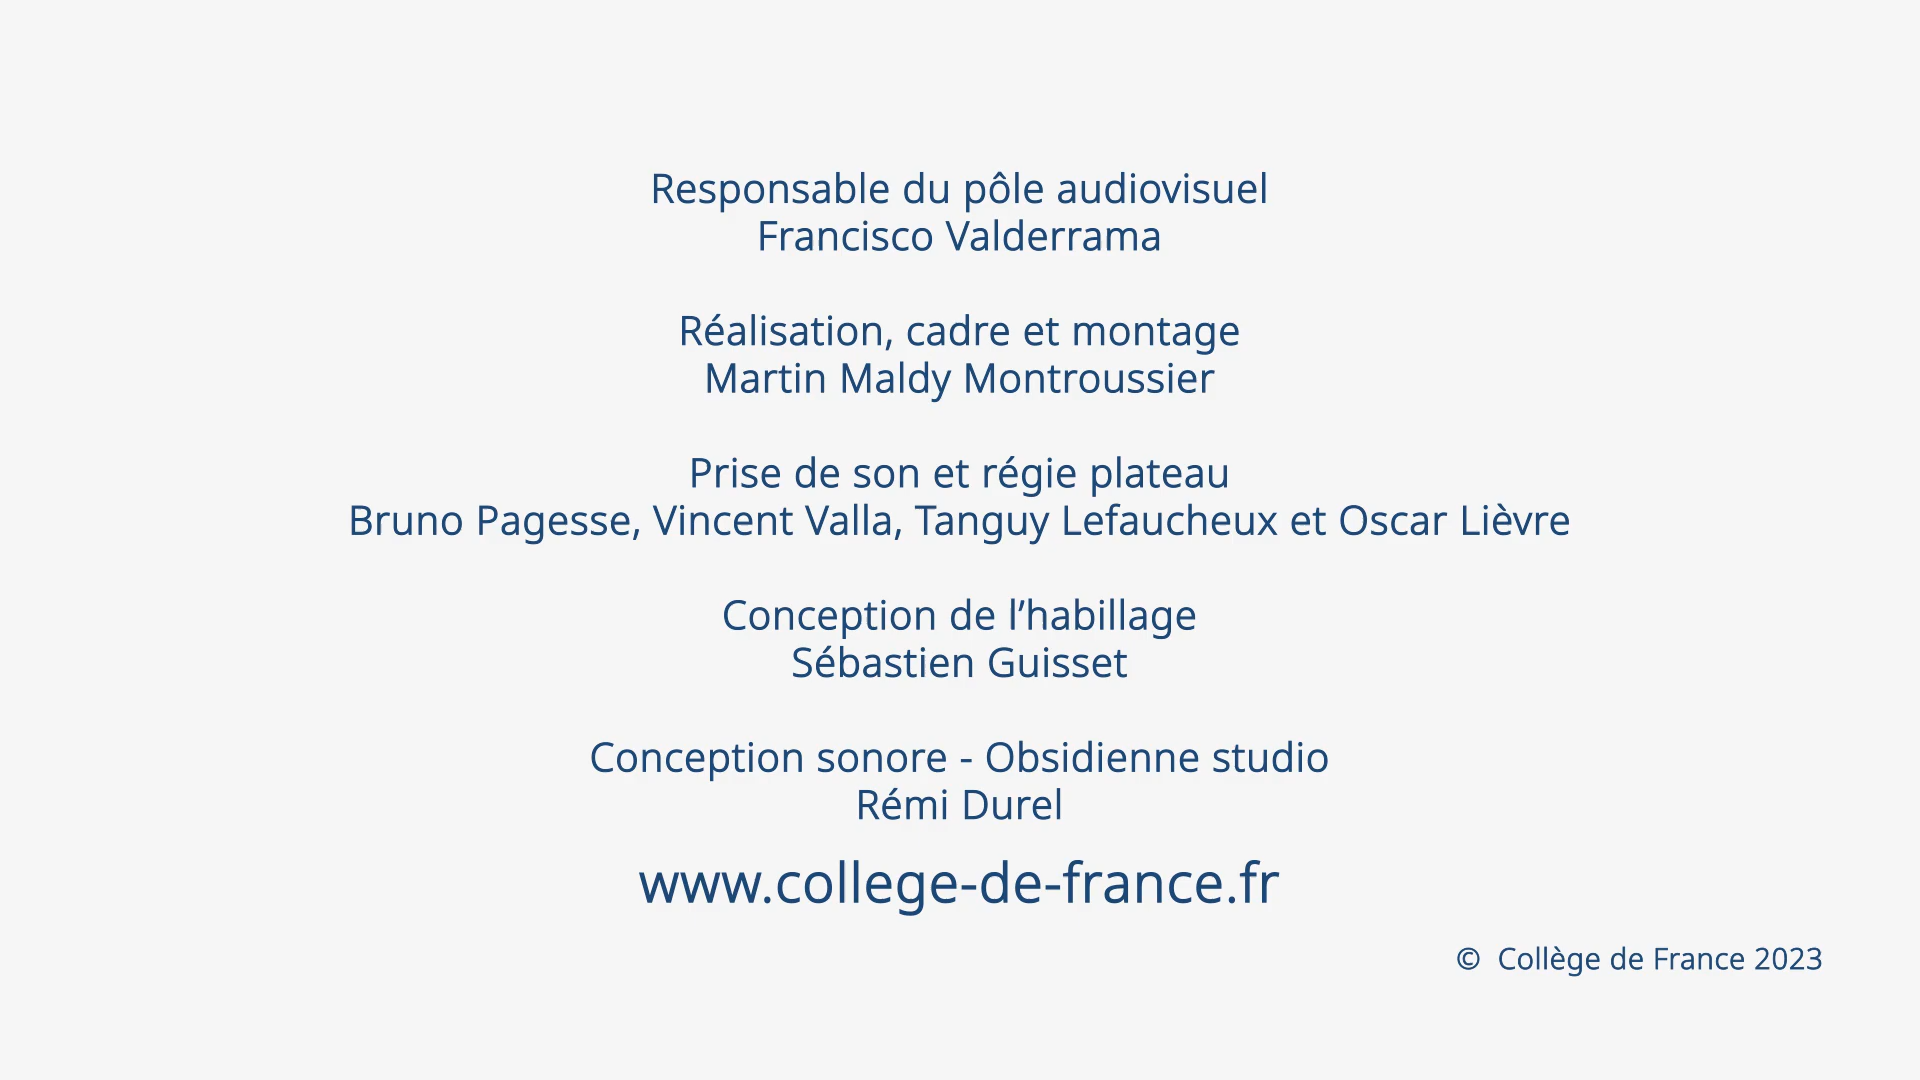 Responsable du pôle audiovisuel
Francisco Valderrama
Réalisation, cadre et montage
Martin Maldy Montroussier
Prise de son et régie plateau
Bruno Pagesse, Vincent Valla, Tanguy Lefaucheux et Oscar Lièvre
Conception de l’habillage
Sébastien Guisset
Conception sonore - Obsidienne studio
Rémi Durel
www.college-de-france.fr
© Collège de France 2023